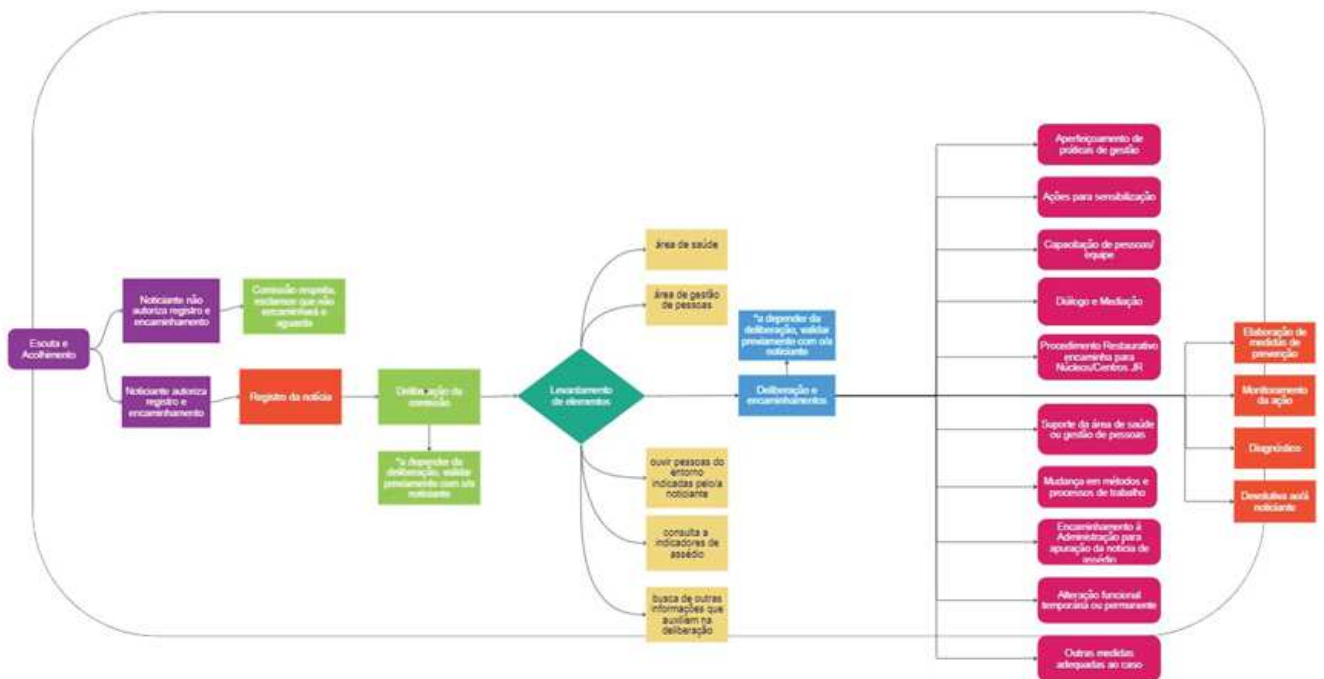 Escuta e
Acolhimento
Noticiante não
autoriza registro e
encaminhamento
Comissão respeita,
esclarece que não
encaminhará e
aguarda
Noticiante autoriza
registro e
encaminhamento
Registro da notícia
Deliberação da
comissão
*a depender da
deliberação, validar
previamente com o/a
noticiante
Levantamento
de elementos
área de saúde
área de gestão
de pessoas
ouvir pessoas do
entorno
indicadas pelo/a
noticiante
consulta a
indicadores de
assédio
busca de outras
informações que
auxiliem na
deliberação
*a depender da
deliberação, validar
previamente com o/a
noticiante
Deliberação e
encaminhamentos
Aperfeiçoamento de
práticas de gestão
Ações para sensibilização
Capacitação de pessoas/
equipe
Diálogo e Mediação
Procedimento Restaurativo
encaminha para
Núcleos/Centros JR
Suporte da área de saúde
ou gestão de pessoas
Mudança em métodos e
processos de trabalho
Encaminhamento à
Administração para
apuração da notícia de
assédio
Alteração funcional
temporária ou permanente
Outras medidas
adequadas ao caso
Elaboração de
medidas de
prevenção
Monitoramento
da ação
Diagnóstico
Devolutiva ao/à
noticiante